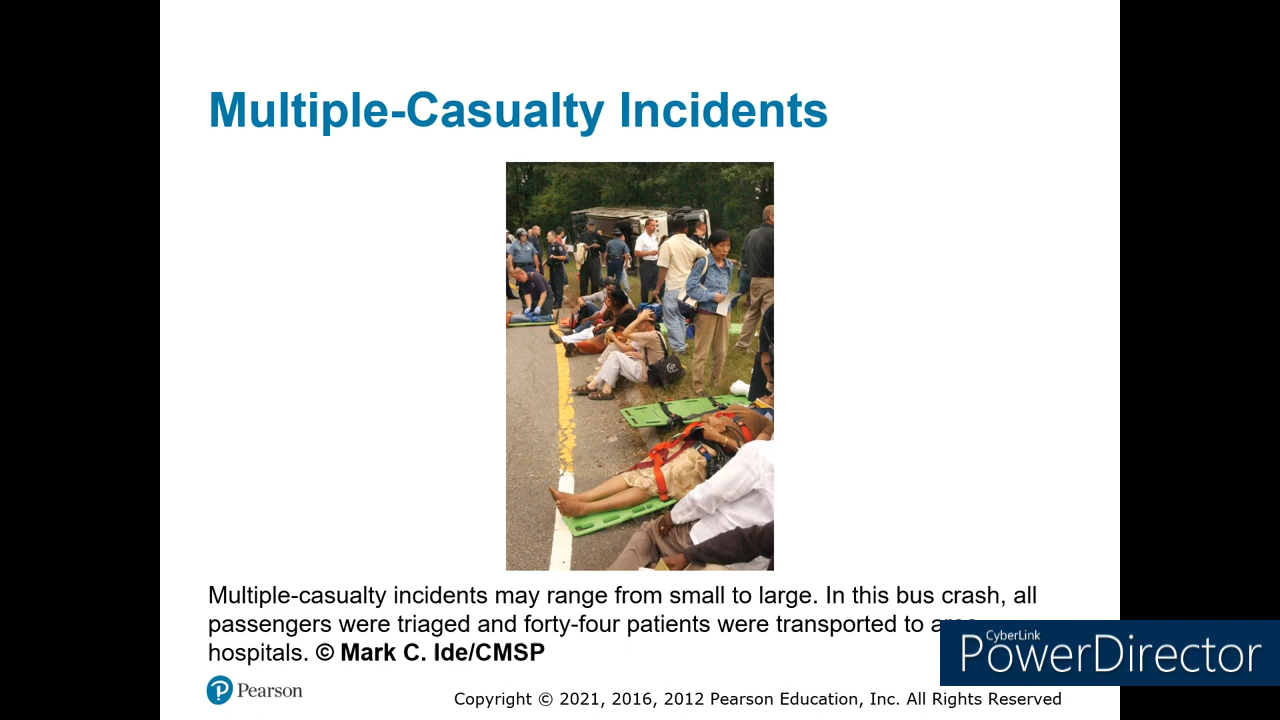 Multiple-Casualty Incidents
Multiple-casualty incidents may range from small to large. In this bus crash, all
passengers were triaged and forty-four patients were transported to
hospitals. © Mark C. Ide/CMSP
CyberLink
PowerDirector
Pearson
Copyright © 2021, 2016, 2012 Pearson Education, Inc. All Rights Reserved